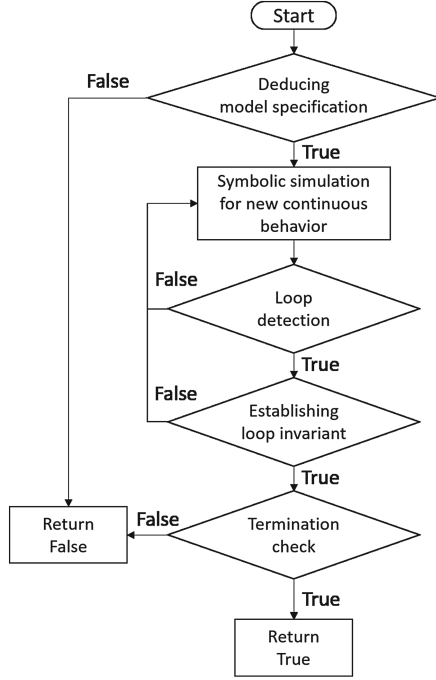 Start
False
Deducing
model specification
True
Symbolic simulation
for new continuous
behavior
False
Loop
detection
True
False
Establishing
loop invariant
True
Return
False
False
Termination
check
True
Return
True